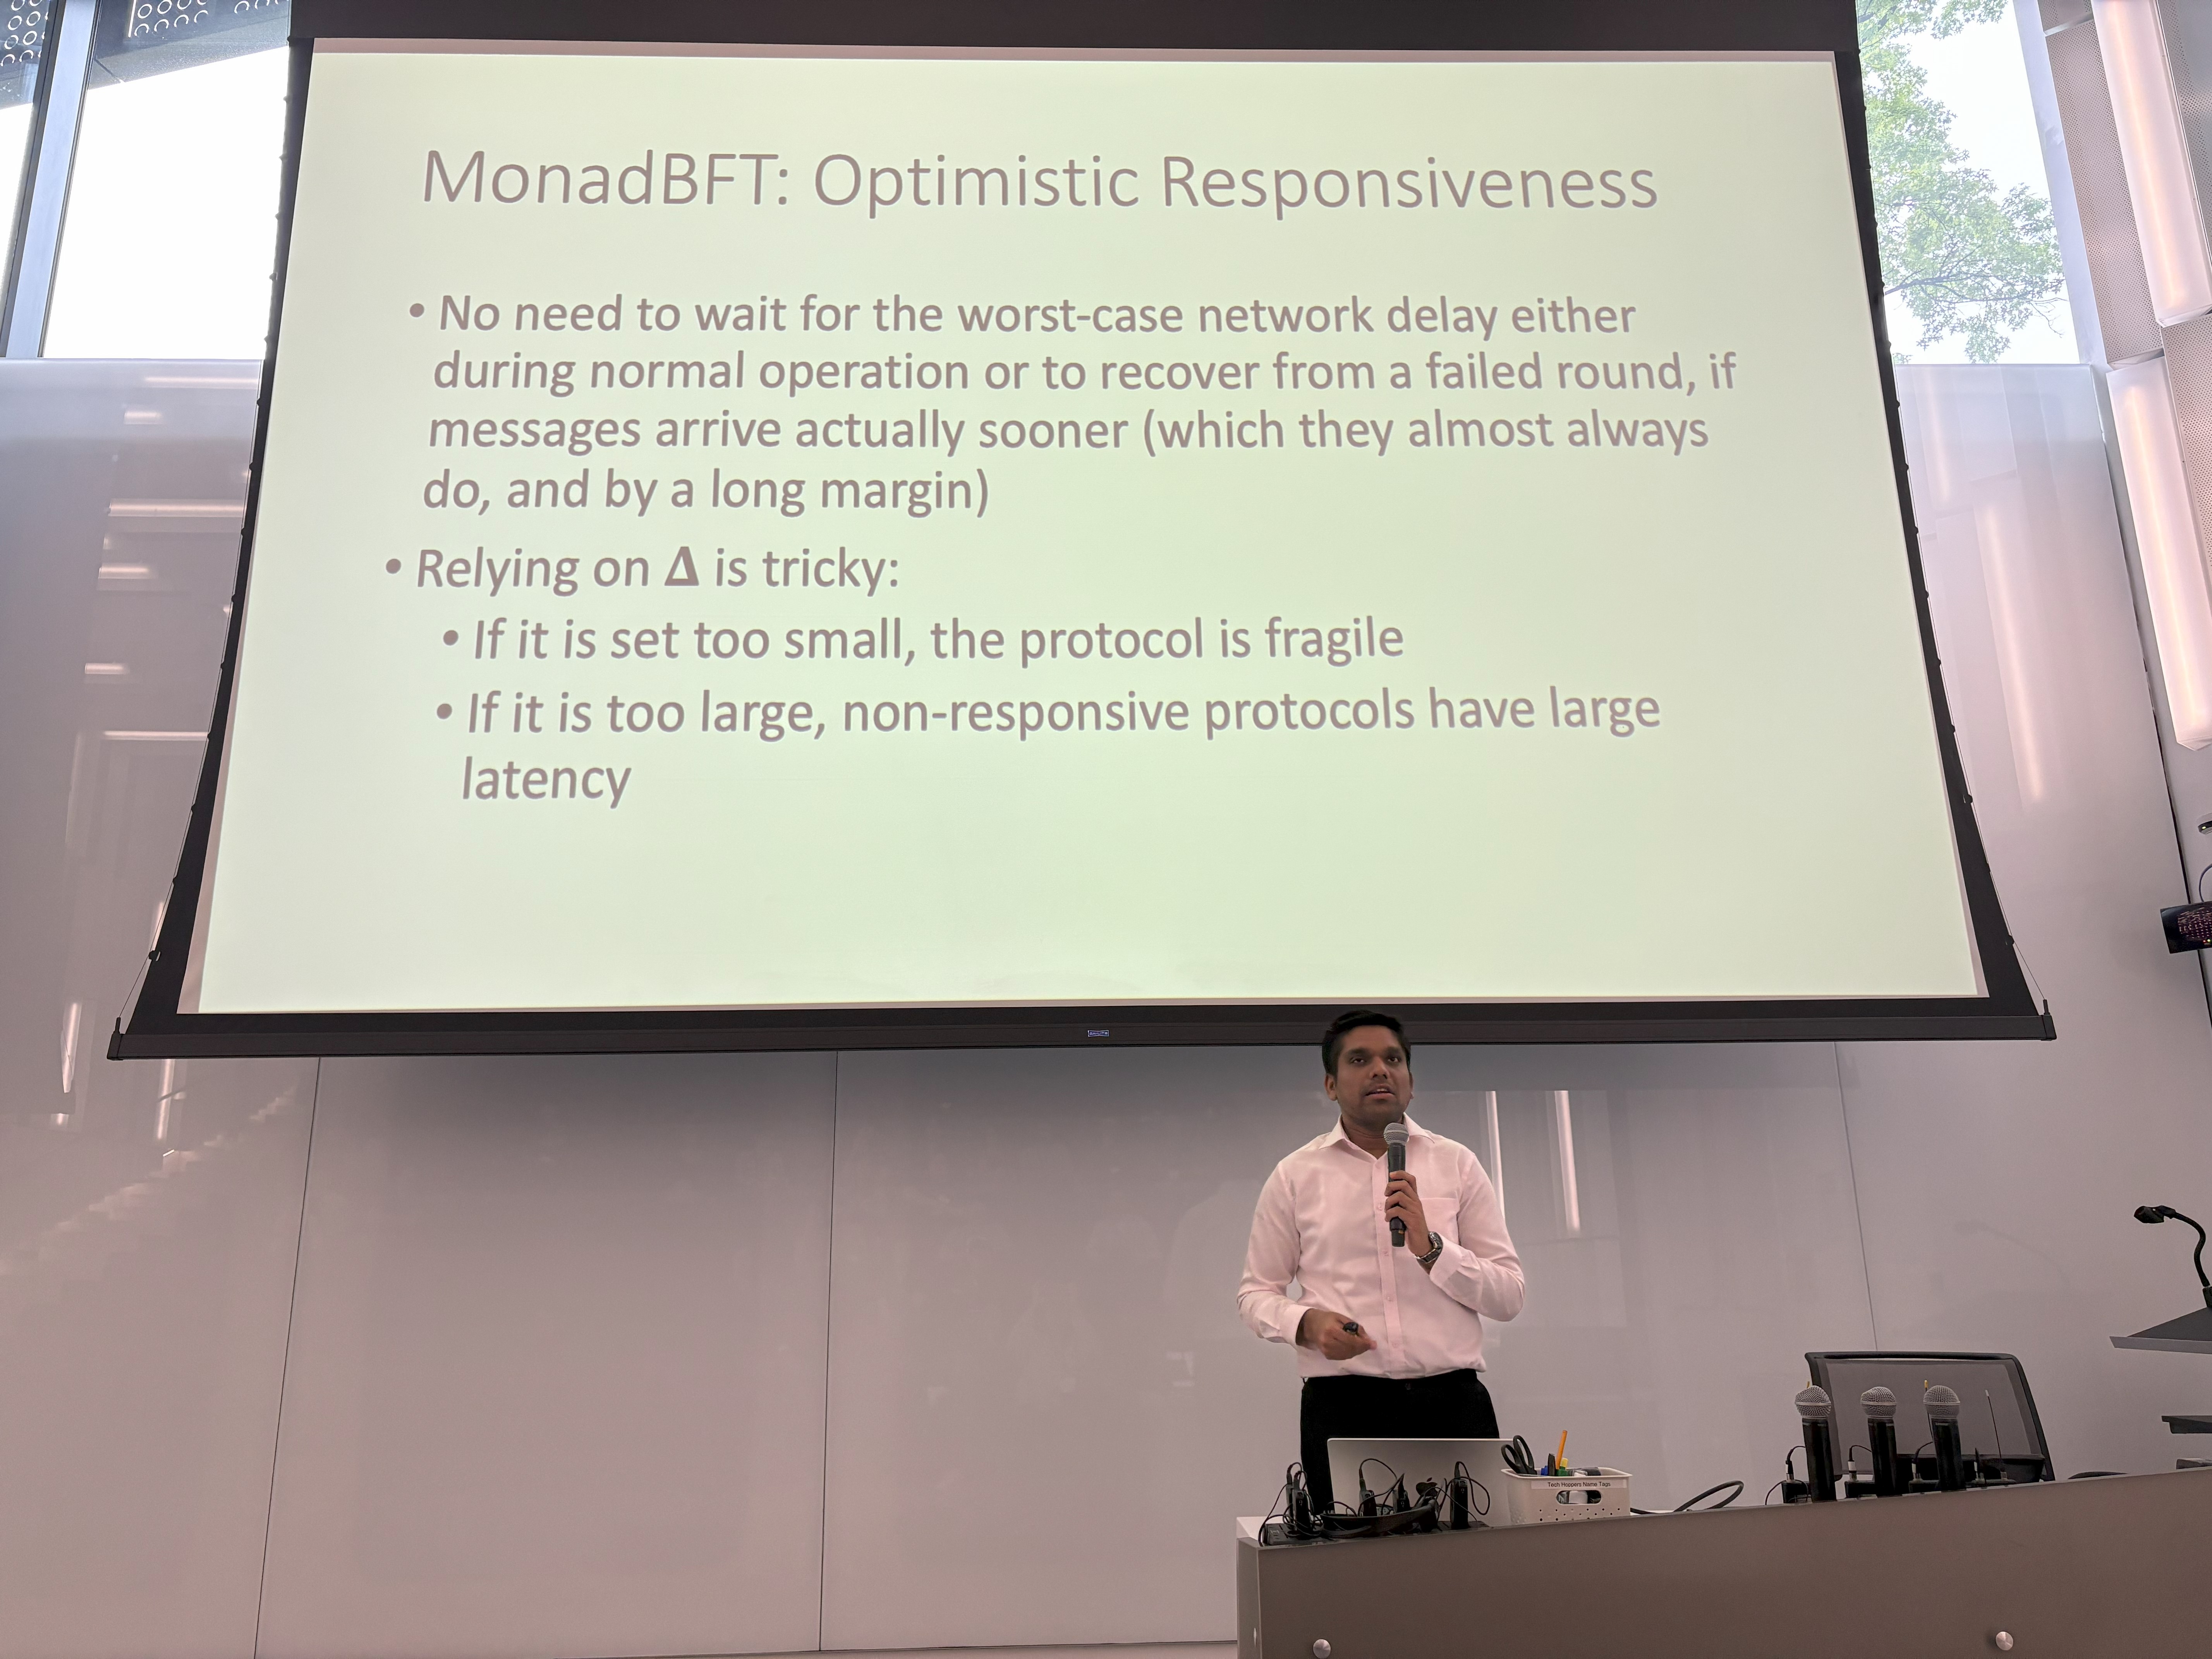 MonadBFT: Optimistic Responsiveness
• No need to wait for the worst-case network delay either
during normal operation or to recover from a failed round, if
messages arrive actually sooner (which they almost always
do, and by a long margin)
• Relying on Δ is tricky:
• If it is set too small, the protocol is fragile
• If it is too large, non-responsive protocols have large
latency
Tech Hoppers Name Tags